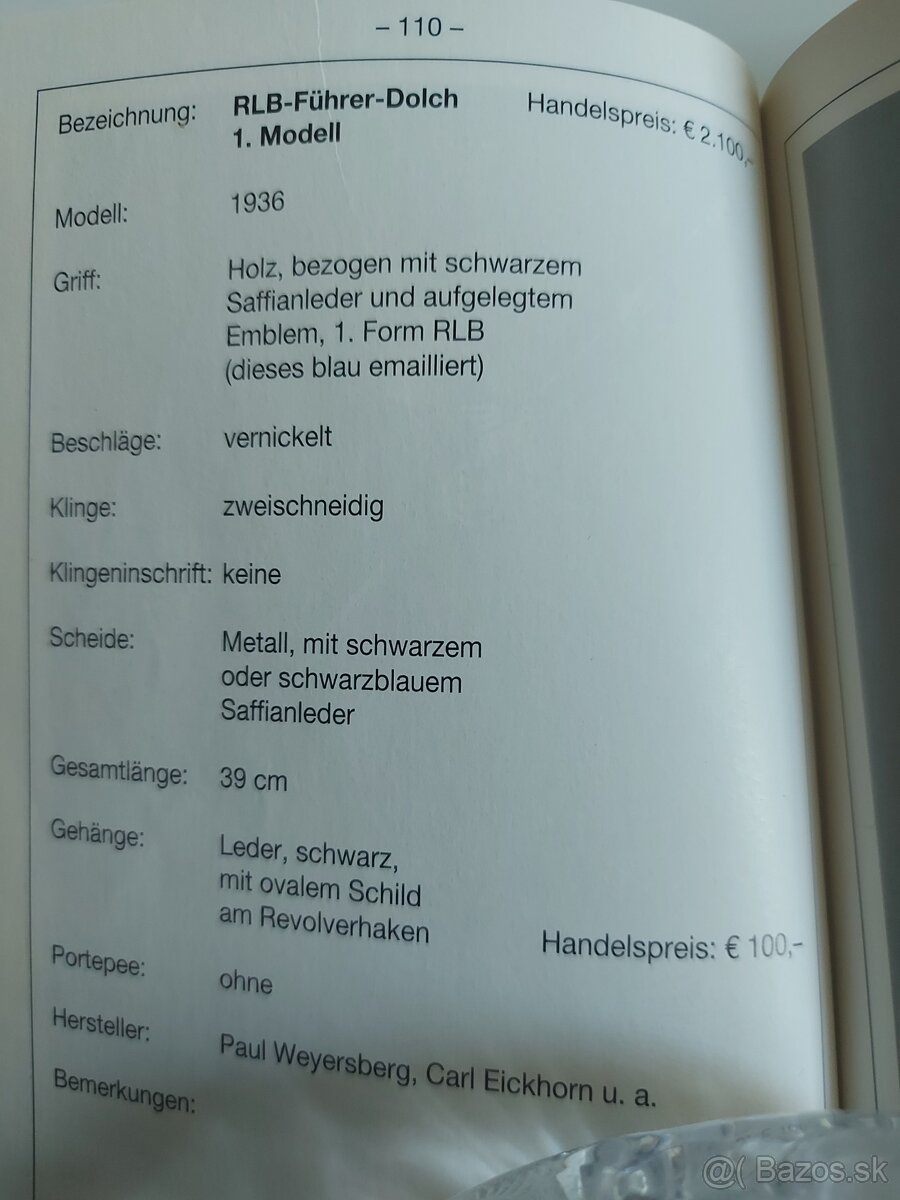 – 110 –
Bezeichnung: RLB-Führer-Dolch Handelspreis: € 2.100,-
1. Modell
Modell: 1936
Griff: Holz, bezogen mit schwarzem
Saffianleder und aufgelegtem
Emblem, 1. Form RLB
(dieses blau emailliert)
Beschläge: vernickelt
Klinge: zweischneidig
Klingeninschrift: keine
Scheide: Metall, mit schwarzem
oder schwarzblauem
Saffianleder
Gesamtlänge: 39 cm
Gehänge: Leder, schwarz,
mit ovalem Schild
am Revolverhaken Handelspreis: € 100,-
Portepee: ohne
Hersteller: Paul Weyersberg, Carl Eickhorn u. a.
Bemerkungen:
@( Bazos.sk